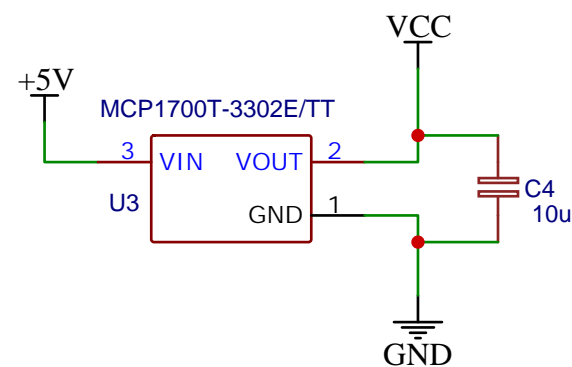 VCC
+5V
MCP1700T-3302E/TT
3 VIN VOUT 2
U3
GND 1
C4
10u
GND